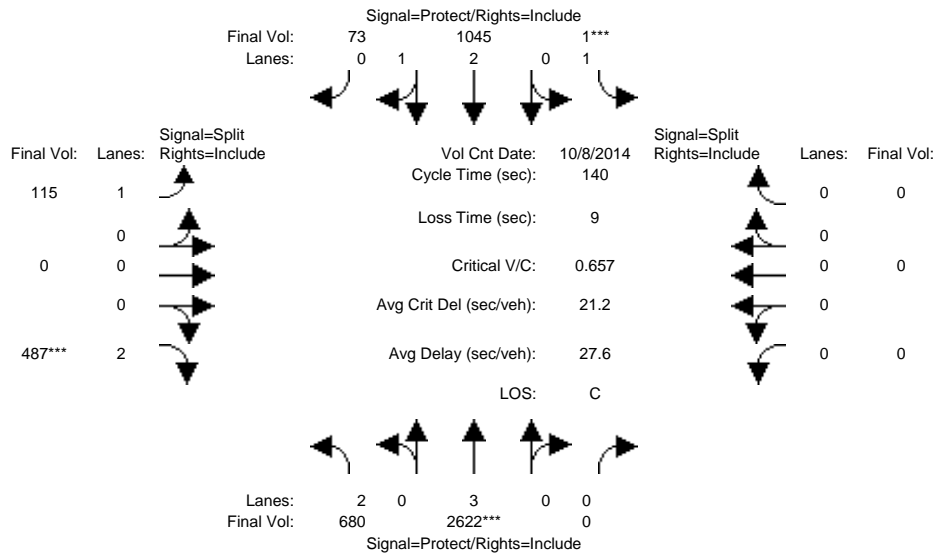 Signal=Protect/Rights=Include
Final Vol: 73 1045 1***
Lanes: 0 1 2 0 1
Signal=Split Signal=Split
Final Vol: Lanes: Rights=Include Vol Cnt Date: 10/8/2014 Rights=Include Lanes: Final Vol:
Cycle Time (sec): 140
115 1 0 0
Loss Time (sec): 9
0 0
0 0 Critical V/C: 0.657 0 0
0 Avg Crit Del (sec/veh): 21.2 0
487*** 2 Avg Delay (sec/veh): 27.6 0 0
LOS: C
Lanes: 2 0 3 0 0
Final Vol: 680 2622*** 0
Signal=Protect/Rights=Include